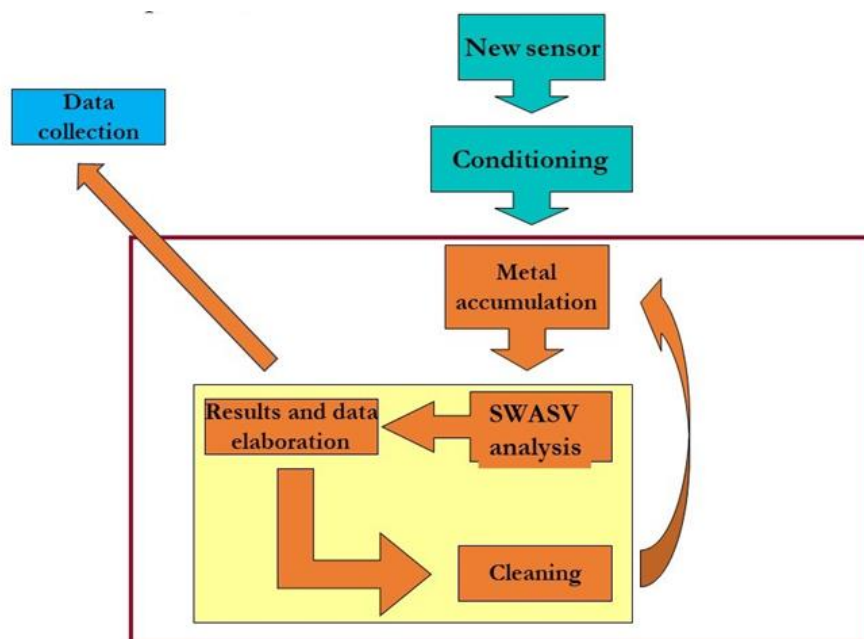 New sensor
Data
collection
Conditioning
Metal
accumulation
Results and data
elaboration
SWASV
analysis
Cleaning